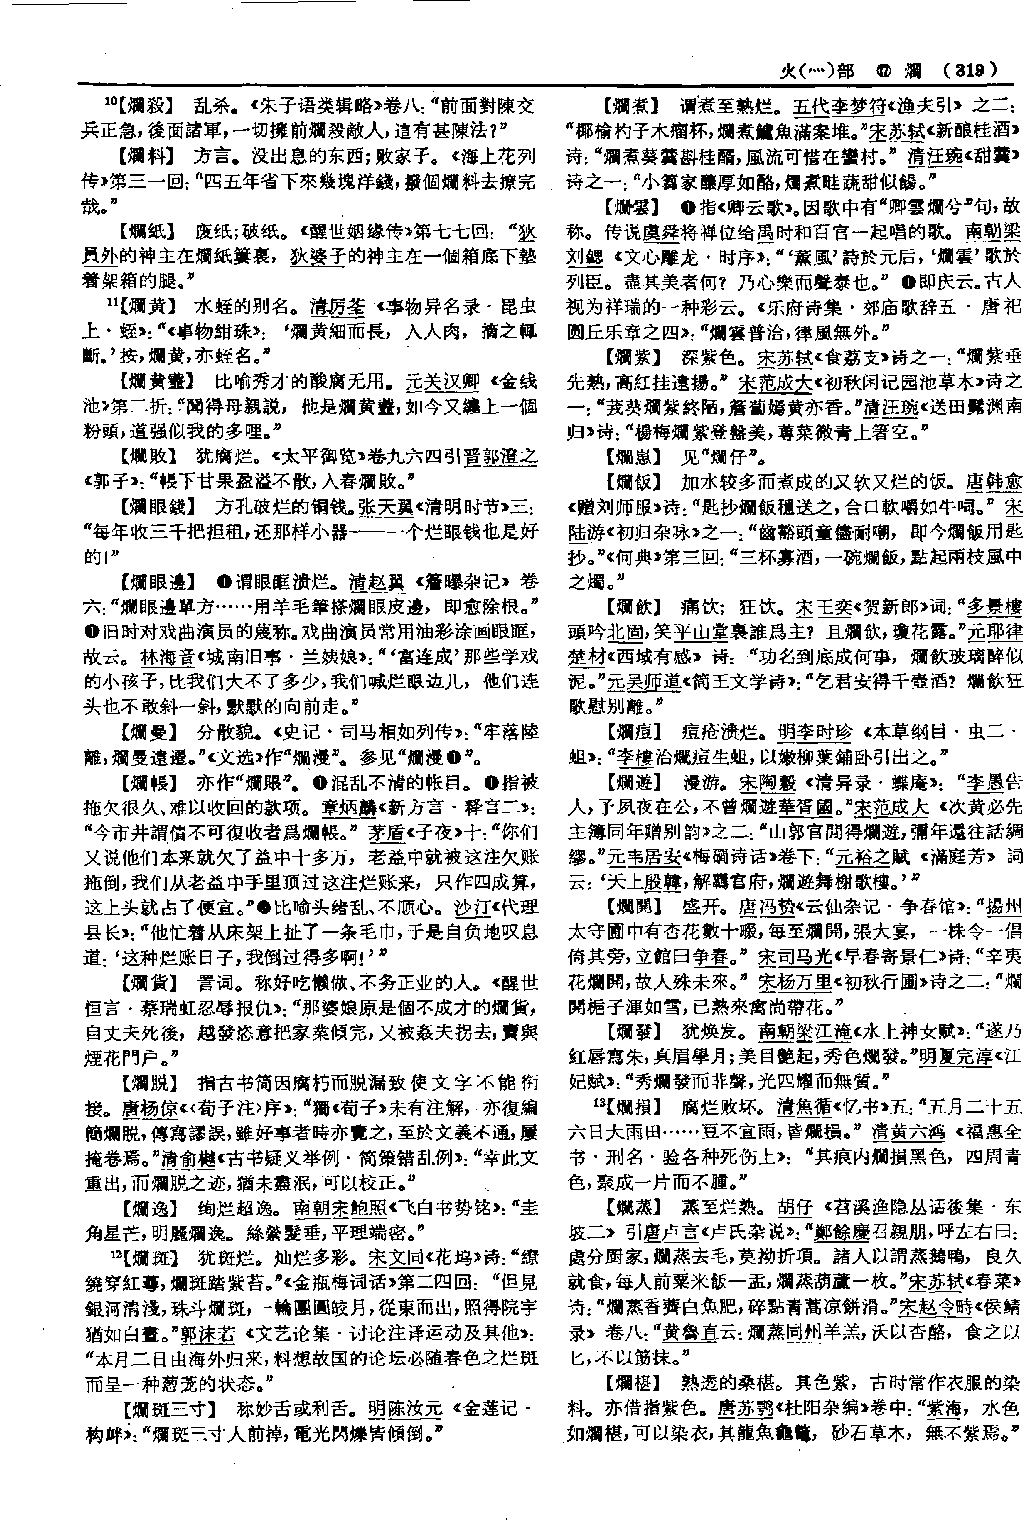 火(灬)部 ⑰ 爛 (319)
10【爛殺】 乱杀。《朱子语类辑略》卷八:“前面對陳交
兵正急,後面諸軍,一切擁前爛殺敵人,這有甚陳法?”
【爛料】 方言。没出息的东西;败家子。《海上花列
传》第三一回:“四五年省下來幾塊洋錢,撥個爛料去撩完
哉。”
【爛紙】 废纸;破纸。《醒世姻缘传》第七七回:“狄
員外的神主在爛紙簍裏,狄婆子的神主在一個箱底下墊
着架箱的腿。”
11【爛黄】 水蛭的别名。清厉荃《事物异名录·昆虫
上·蛭》:“《事物紺珠》:‘爛黄細而長,入人肉,滴之輒
斷。’按,爛黄,亦蛭名。”
【爛黄虀】 比喻秀才的酸腐无用。元关汉卿《金线
池》第二折:“聞得母親説,他是爛黄虀,如今又纏上一個
粉頭,道强似我的多哩。”
【爛敗】 犹腐烂。《太平御览》卷九六四引晋郭澄之
《郭子》:“帳下甘果盈溢不散,入春爛敗。”
【爛眼錢】 方孔破烂的铜钱。张天翼《清明时节》三:
“每年收三千把担租,还那样小器——一个烂眼钱也是好
的!”
【爛眼邊】 ❶谓眼眶溃烂。清赵翼《簷曝杂记》卷
六:“爛眼邊單方……用羊毛筆搽爛眼皮邊,即愈除根。”
❷旧时对戏曲演员的蔑称。戏曲演员常用油彩涂画眼眶,
故云。林海音《城南旧事·兰姨娘》:“‘富连成’那些学戏
的小孩子,比我们大不了多少,我们喊烂眼边儿,他们连
头也不敢斜一斜,默默的向前走。”
【爛曼】 分散貌。《史记·司马相如列传》:“牢落陸
離,爛曼遠遷。”《文选》作“爛漫”。参见“爛漫❶”。
【爛帳】 亦作“爛賬”。❶混乱不清的帐目。❷指被
拖欠很久、难以收回的款项。章炳麟《新方言·释言二》:
“今市井謂債不可復收者爲爛帳。”茅盾《子夜》十:“你们
又说他们本来就欠了益中十多万,老益中就被这注欠账
拖倒,我们从老益中手里顶过这注烂账来,只作四成算,
这上头就占了便宜。”❸比喻头绪乱、不顺心。沙汀《代理
县长》:“他忙着从床架上扯了一条毛巾,于是自负地叹息
道:‘这种烂账日子,我倒过得多啊!’”
【爛貨】 詈词。称好吃懒做、不务正业的人。《醒世
恒言·蔡瑞虹忍辱报仇》:“那婆娘原是個不成才的爛貨,
自丈夫死後,越發恣意把家業傾完,又被姦夫拐去,賣與
煙花門户。”
【爛脱】 指古书简因腐朽而脱漏致使文字不能衔
接。唐杨倞《〈荀子注〉序》:“獨《荀子》未有注解,亦復編
簡爛脱,傳寫謬誤,雖好事者時亦覽之,至於文義不通,屢
掩卷焉。”清俞樾《古书疑义举例·简策错乱例》:“幸此文
重出,而爛脱之迹,猶未盡泯,可以校正。”
【爛逸】 绚烂超逸。南朝宋鲍照《飞白书势铭》:“圭
角星芒,明麗爛逸。絲縈髮垂,平理端密。”
12【爛斑】 犹斑烂。灿烂多彩。宋文同《花坞》诗:“繚
繞穿紅蕚,爛斑踏紫苔。”《金瓶梅词话》第二四回:“但見
銀河清淺,珠斗爛斑,一輪團圓皎月,從東而出,照得院宇
猶如白晝。”郭沫若《文艺论集·讨论注译运动及其他》:
“本月二日由海外归来,料想故国的论坛必随春色之烂斑
而呈一种葱茏的状态。”
【爛斑三寸】 称妙舌或利舌。明陈汝元《金莲记·
构衅》:“爛斑三寸人前掉,電光閃爍皆傾倒。”
【爛煮】 谓煮至熟烂。五代李梦符《渔夫引》之二:
“椰榆杓子木瘤杯,爛煮鱸魚滿案堆。”宋苏轼《新酿桂酒》
诗:“爛煮葵羹斟桂醑,風流可惜在蠻村。”清汪琬《甜羹》
诗之一:“小篘家釀厚如酪,爛煮畦蔬甜似餳。”
【爛雲】 ❶指《卿云歌》。因歌中有“卿雲爛兮”句,故
称。传说虞舜将禅位给禹时和百官一起唱的歌。南朝梁
刘勰《文心雕龙·时序》:“‘薰風’詩於元后,‘爛雲’歌於
列臣。盡其美者何?乃心樂而聲泰也。”❷即庆云。古人
视为祥瑞的一种彩云。《乐府诗集·郊庙歌辞五·唐祀
圆丘乐章之四》:“爛雲普洽,律風無外。”
【爛紫】 深紫色。宋苏轼《食荔支》诗之一:“爛紫垂
先熟,高紅挂遠揚。”宋范成大《初秋闲记园池草木》诗之
一:“莪葵爛紫終陋,簷蔔嫣黄亦香。”清汪琬《送田髴渊南
归》诗:“楊梅爛紫登盤美,蓴菜微青上箸空。”
【爛崽】 见“爛仔”。
【爛飯】 加水较多而煮成的又软又烂的饭。唐韩愈
《赠刘师服》诗:“匙抄爛飯穩送之,合口軟嚼如牛呞。”宋
陆游《初归杂咏》之一:“齒豁頭童儘耐嘲,即今爛飯用匙
抄。”《何典》第三回:“三杯寡酒,一碗爛飯,點起兩枝風中
之燭。”
【爛飲】 痛饮;狂饮。宋王奕《贺新郎》词:“多景樓
頭吟北固,笑平山堂裏誰爲主?且爛飲,瓊花露。”元耶律
楚材《西域有感》诗:“功名到底成何事,爛飲玻璃醉似
泥。”元吴师道《简王文学诗》:“乞君安得千壺酒?爛飲狂
歌慰别離。”
【爛痘】 痘疮溃烂。明李时珍《本草纲目·虫二·
蛆》:“李樓治爛痘生蛆,以嫩柳葉鋪卧引出之。”
【爛遊】 漫游。宋陶穀《清异录·蝶庵》:“李愚告
人,予夙夜在公,不曾爛遊華胥國。”宋范成大《次黄必先
主簿同年赠别韵》之二:“山郭官閒得爛遊,彌年還往話綢
繆。”元韦居安《梅磵诗话》卷下:“元裕之賦《滿庭芳》詞
云:‘天上殷韓,解羈官府,爛遊舞榭歌樓。’”
【爛開】 盛开。唐冯贽《云仙杂记·争春馆》:“揚州
太守圃中有杏花數十畷,每至爛開,張大宴,一株令一倡
倚其旁,立館曰争春。”宋司马光《早春寄景仁》诗:“辛夷
花爛開,故人殊未來。”宋杨万里《初秋行圃》诗之二:“爛
開梔子渾如雪,已熟來禽尚帶花。”
【爛發】 犹焕发。南朝梁江淹《水上神女赋》:“遂乃
紅唇寫朱,真眉學月;美目艷起,秀色爛發。”明夏完淳《江
妃赋》:“秀爛發而非聲,光四耀而無質。”
13【爛損】 腐烂败坏。清焦循《忆书》五:“五月二十五
六日大雨田……豆不宜雨,皆爛損。”清黄六鸿《福惠全
书·刑名·验各种死伤上》:“其痕内爛損黑色,四周青
色,聚成一片而不腫。”
【爛蒸】 蒸至烂熟。胡仔《苕溪渔隐丛话後集·东
坡二》引唐卢言《卢氏杂说》:“鄭餘慶召親朋,呼左右曰:
處分厨家,爛蒸去毛,莫拗折項。諸人以謂蒸鵝鴨,良久
就食,每人前粟米飯一盂,爛蒸葫蘆一枚。”宋苏轼《春菜》
诗:“爛蒸香薺白魚肥,碎點青蒿凉餅滑。”宋赵令畤《侯鲭
录》卷八:“黄魯直云:爛蒸同州羊羔,沃以杏酪,食之以
匕,不以筯抹。”
【爛椹】 熟透的桑椹。其色紫,古时常作衣服的染
料。亦借指紫色。唐苏鹗《杜阳杂编》卷中:“紫海,水色
如爛椹,可以染衣,其龍魚龜鼈,砂石草木,無不紫焉。”